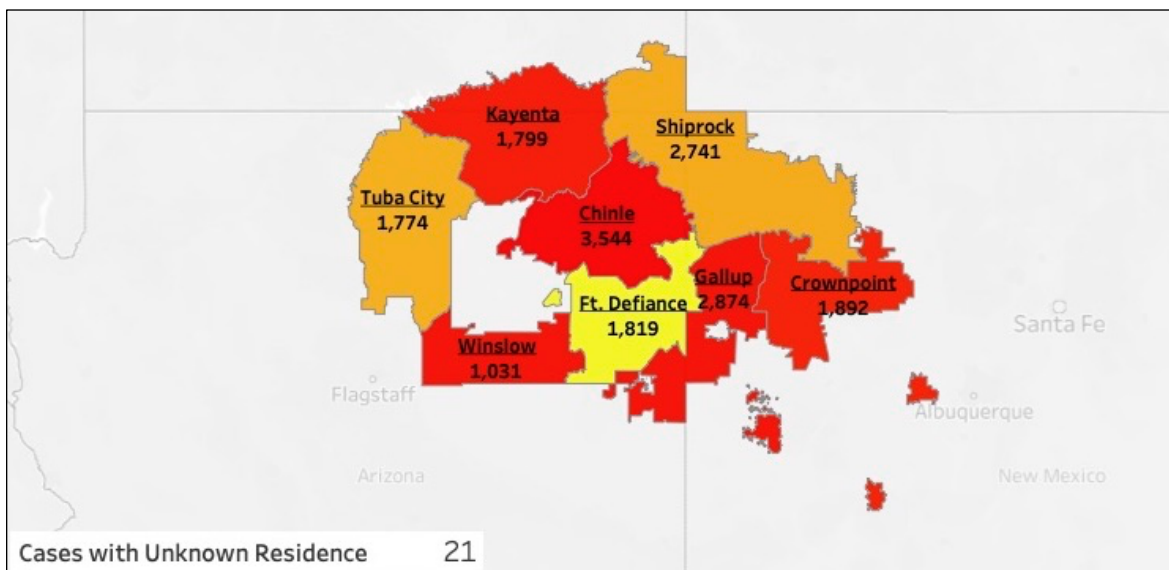 Kayenta
1,799
Shiprock
2,741
Tuba City
1,774
Chinle
3,544
Gallup
2,874
Crownpoint
1,892
Ft. Defiance
1,819
Winslow
1,031
Santa Fe
Flagstaff
Albuquerque
Arizona
New Mexico
Cases with Unknown Residence 21